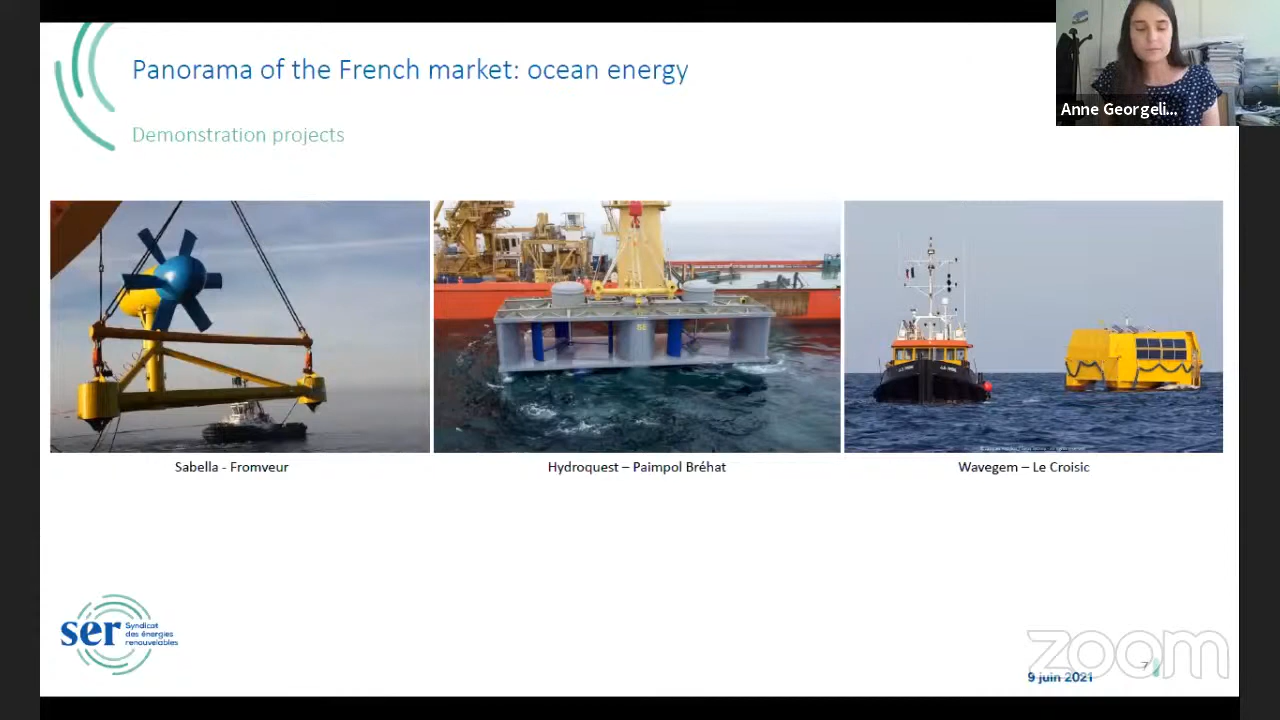 Panorama of the French market: ocean energy
Demonstration projects
Anne Georgeli...
Sabella - Fromveur
Hydroquest – Paimpol Bréhat
Wavegem – Le Croisic
ser
Syndicat
des énergies
renouvelables
zoom
7
9 juin 2021